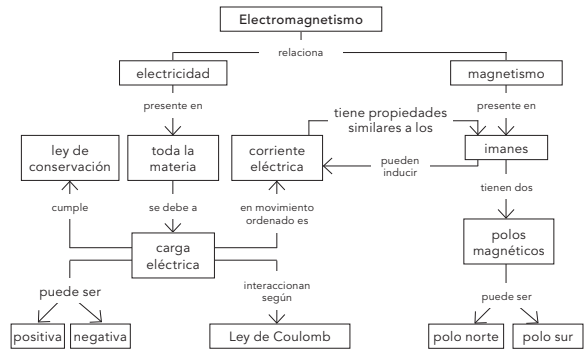 Electromagnetismo
relaciona
electricidad
magnetismo
presente en
presente en
tiene propiedades
similares a los
ley de
conservación
toda la
materia
corriente
eléctrica
imanes
pueden
inducir
cumple
se debe a
en movimiento
ordenado es
tienen dos
carga
eléctrica
polos
magnéticos
puede ser
interaccionan
según
puede ser
positiva
negativa
Ley de Coulomb
polo norte
polo sur